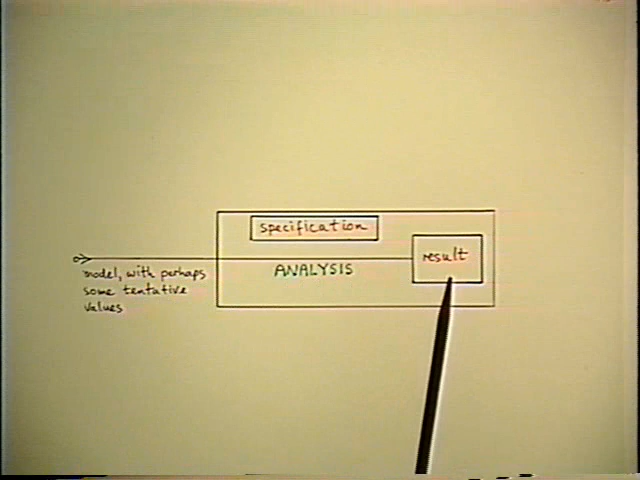 specification
result
ANALYSIS
model, with perhaps
some tentative
values